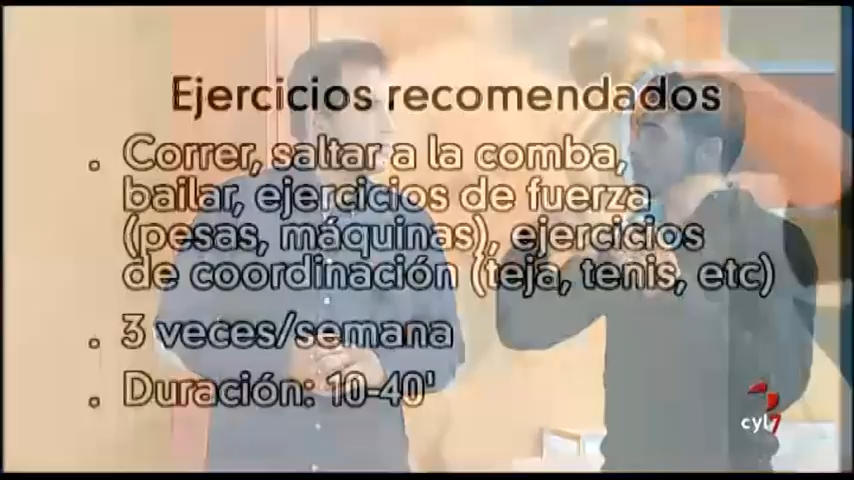 Ejercicios recomendados
. Correr, saltar a la comba,
bailar, ejercicios de fuerza
(pesas, máquinas), ejercicios
de coordinación (teja, tenis, etc)
. 3 veces/semana
. Duración: 10-40'
cyl7